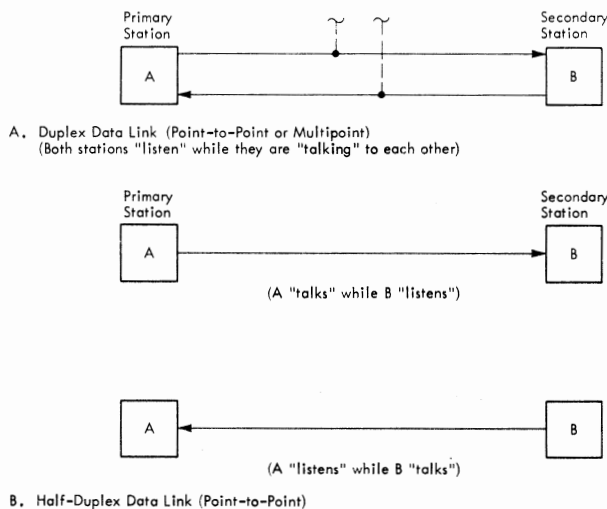 Primary Station
Secondary Station
A
B
A. Duplex Data Link (Point-to-Point or Multipoint)
(Both stations "listen" while they are "talking" to each other)
Primary Station
Secondary Station
A
B
(A "talks" while B "listens")
A
B
(A "listens" while B "talks")
B. Half-Duplex Data Link (Point-to-Point)